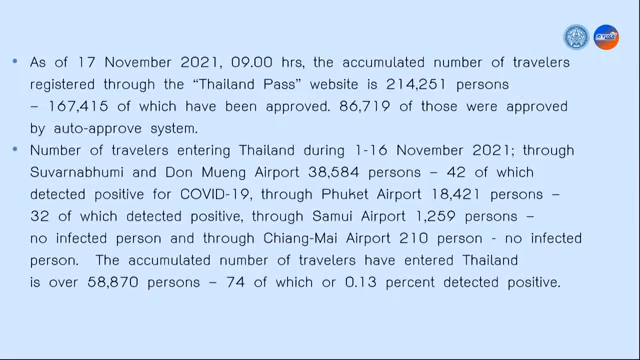 • As of 17 November 2021, 09.00 hrs, the accumulated number of travelers
registered through the “Thailand Pass” website is 214,251 persons
– 167,415 of which have been approved. 86,719 of those were approved
by auto-approve system.
• Number of travelers entering Thailand during 1-16 November 2021; through
Suvarnabhumi and Don Mueng Airport 38,584 persons – 42 of which
detected positive for COVID-19, through Phuket Airport 18,421 persons –
32 of which detected positive, through Samui Airport 1,259 persons –
no infected person and through Chiang-Mai Airport 210 person - no infected
person. The accumulated number of travelers have entered Thailand
is over 58,870 persons – 74 of which or 0.13 percent detected positive.